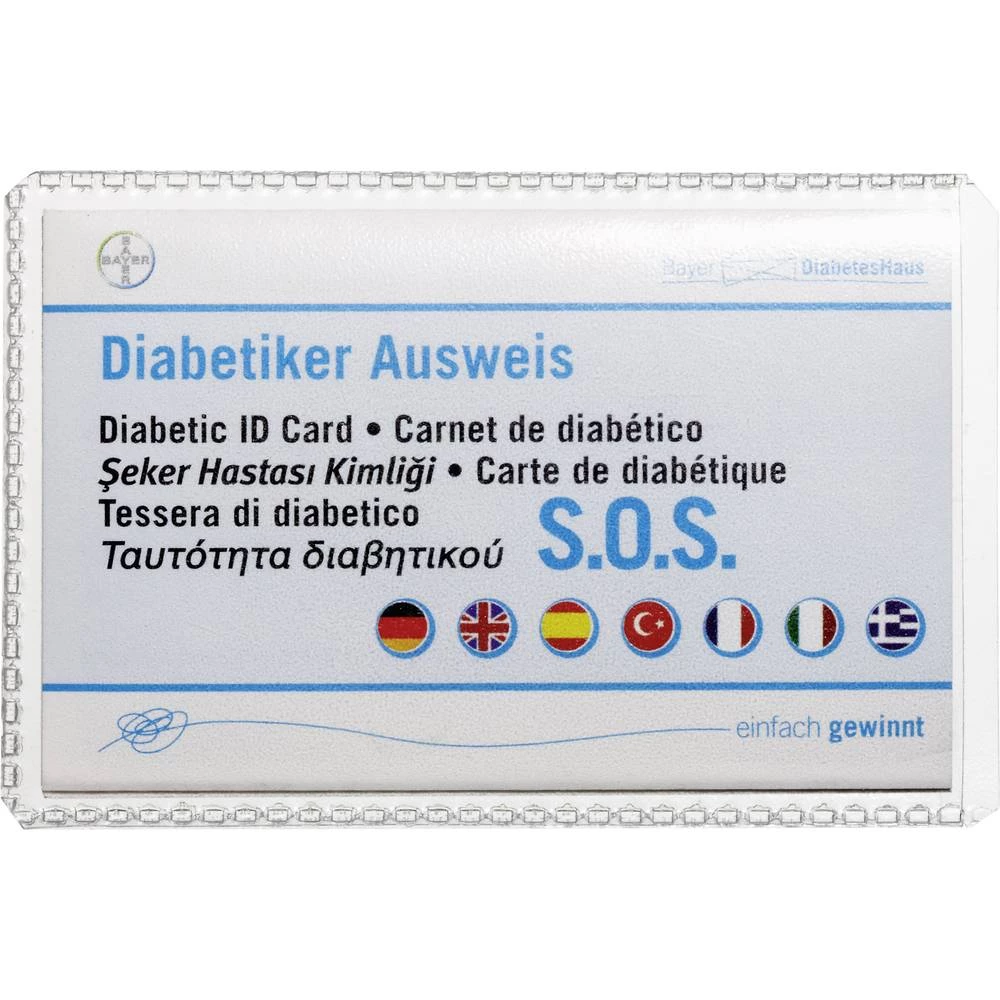 BAYER
BAYER
Bayer DiabetesHaus
Diabetiker Ausweis
Diabetic ID Card • Carnet de diabético
Şeker Hastası Kimliği • Carte de diabétique
Tessera di diabetico
Ταυτότητα διαβητικού S.O.S.
einfach gewinnt